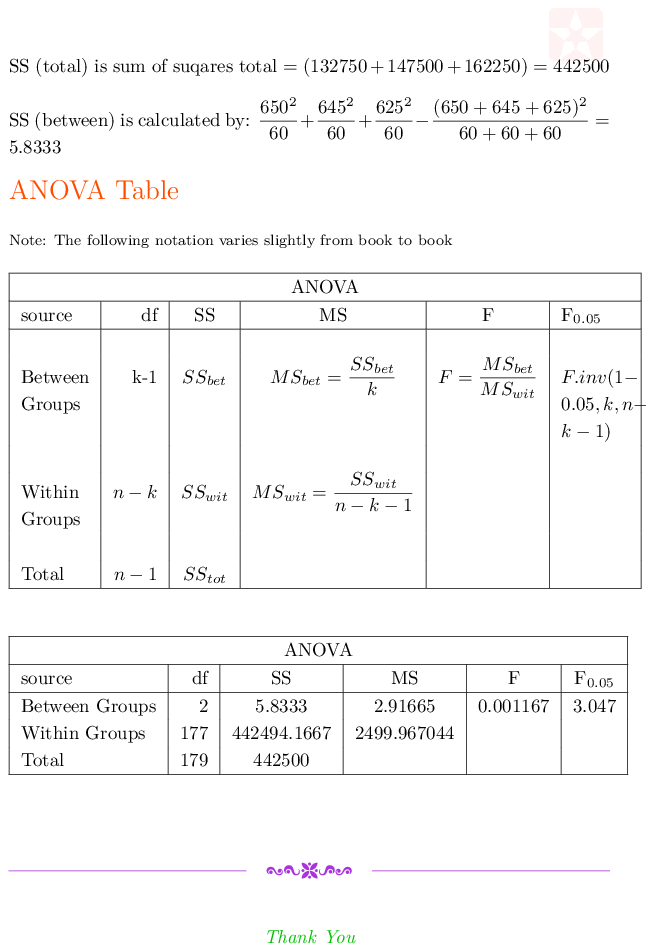 SS (total) is sum of suqares total = (132750 + 147500 + 162250) = 442500
SS (between) is calculated by: \frac{650^2}{60} + \frac{645^2}{60} + \frac{625^2}{60} - \frac{(650 + 645 + 625)^2}{60 + 60 + 60} =
5.8333
ANOVA Table
Note: The following notation varies slightly from book to book
ANOVA
source df SS MS F F_{0.05}
Between Groups k-1 SS_{bet} MS_{bet} = \frac{SS_{bet}}{k} F = \frac{MS_{bet}}{MS_{wit}} F.inv(1-0.05, k, n-k-1)
Within Groups n - k SS_{wit} MS_{wit} = \frac{SS_{wit}}{n - k - 1}
Total n - 1 SS_{tot}
ANOVA
source df SS MS F F_{0.05}
Between Groups 2 5.8333 2.91665 0.001167 3.047
Within Groups 177 442494.1667 2499.967044
Total 179 442500
Thank You